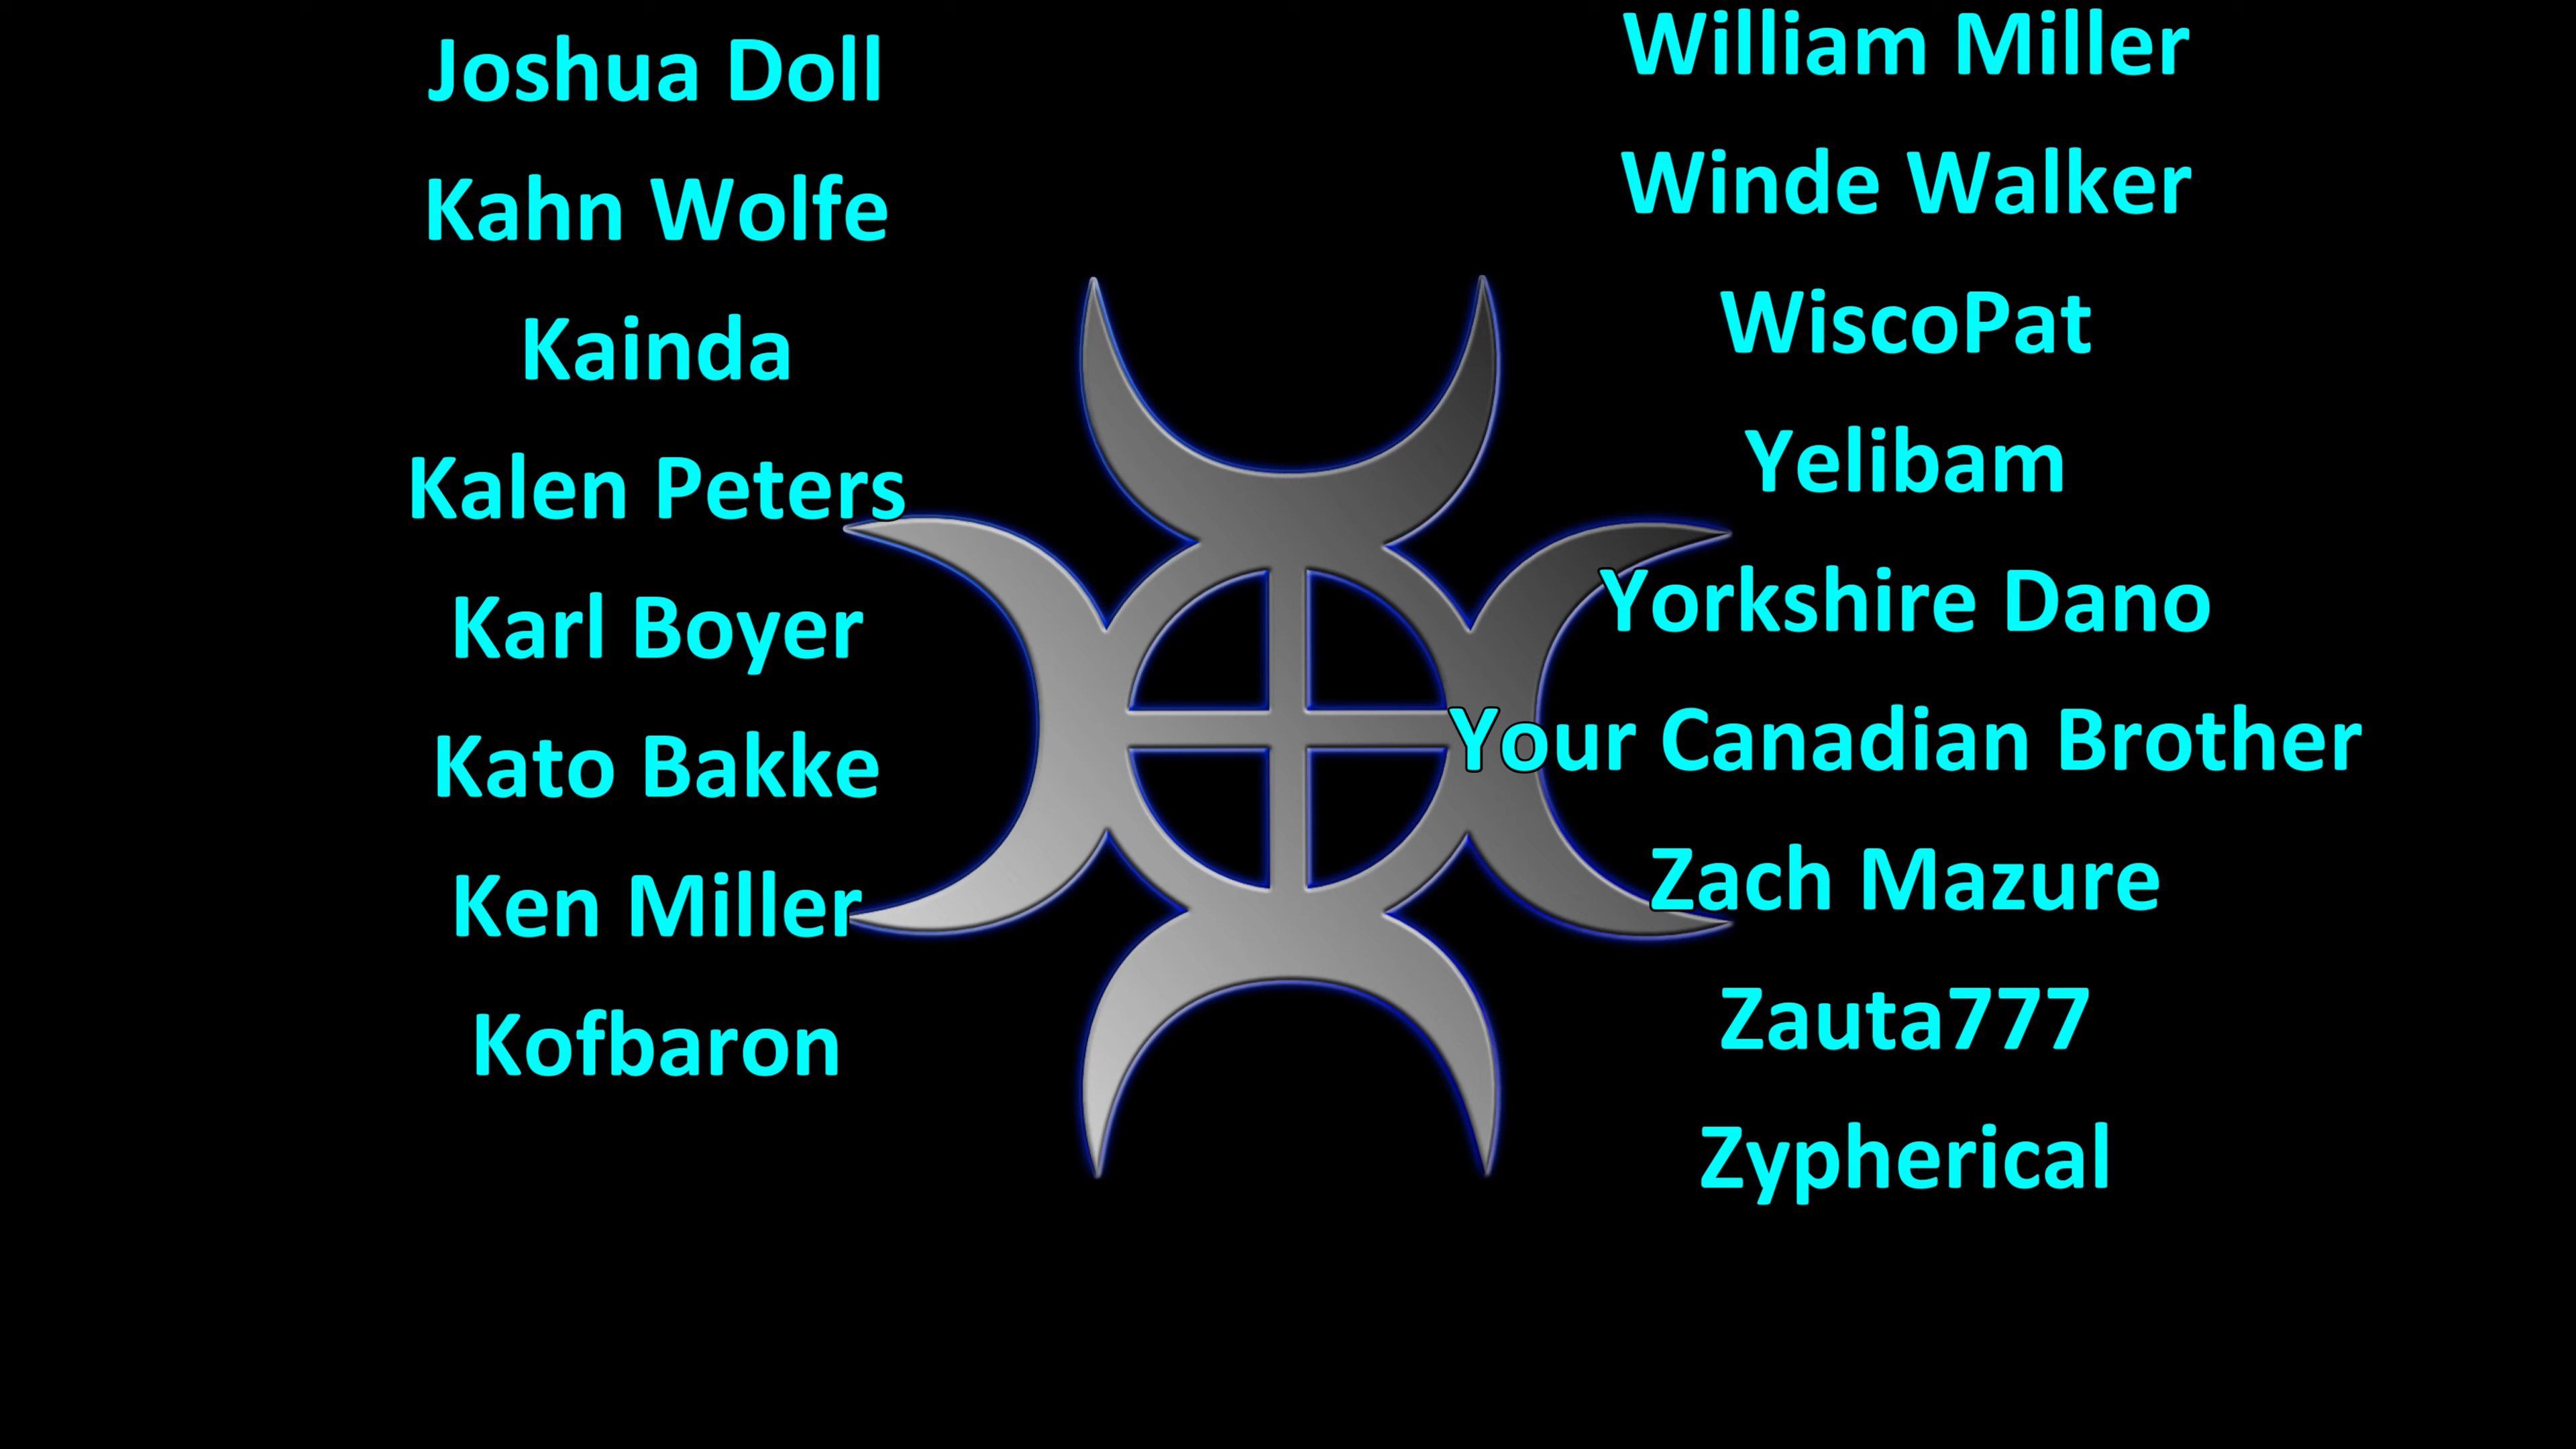 Joshua Doll
Kahn Wolfe
Kainda
Kalen Peters
Karl Boyer
Kato Bakke
Ken Miller
Kofbaron
William Miller
Winde Walker
WiscoPat
Yelibam
Yorkshire Dano
Your Canadian Brother
Zach Mazure
Zauta777
Zypherical